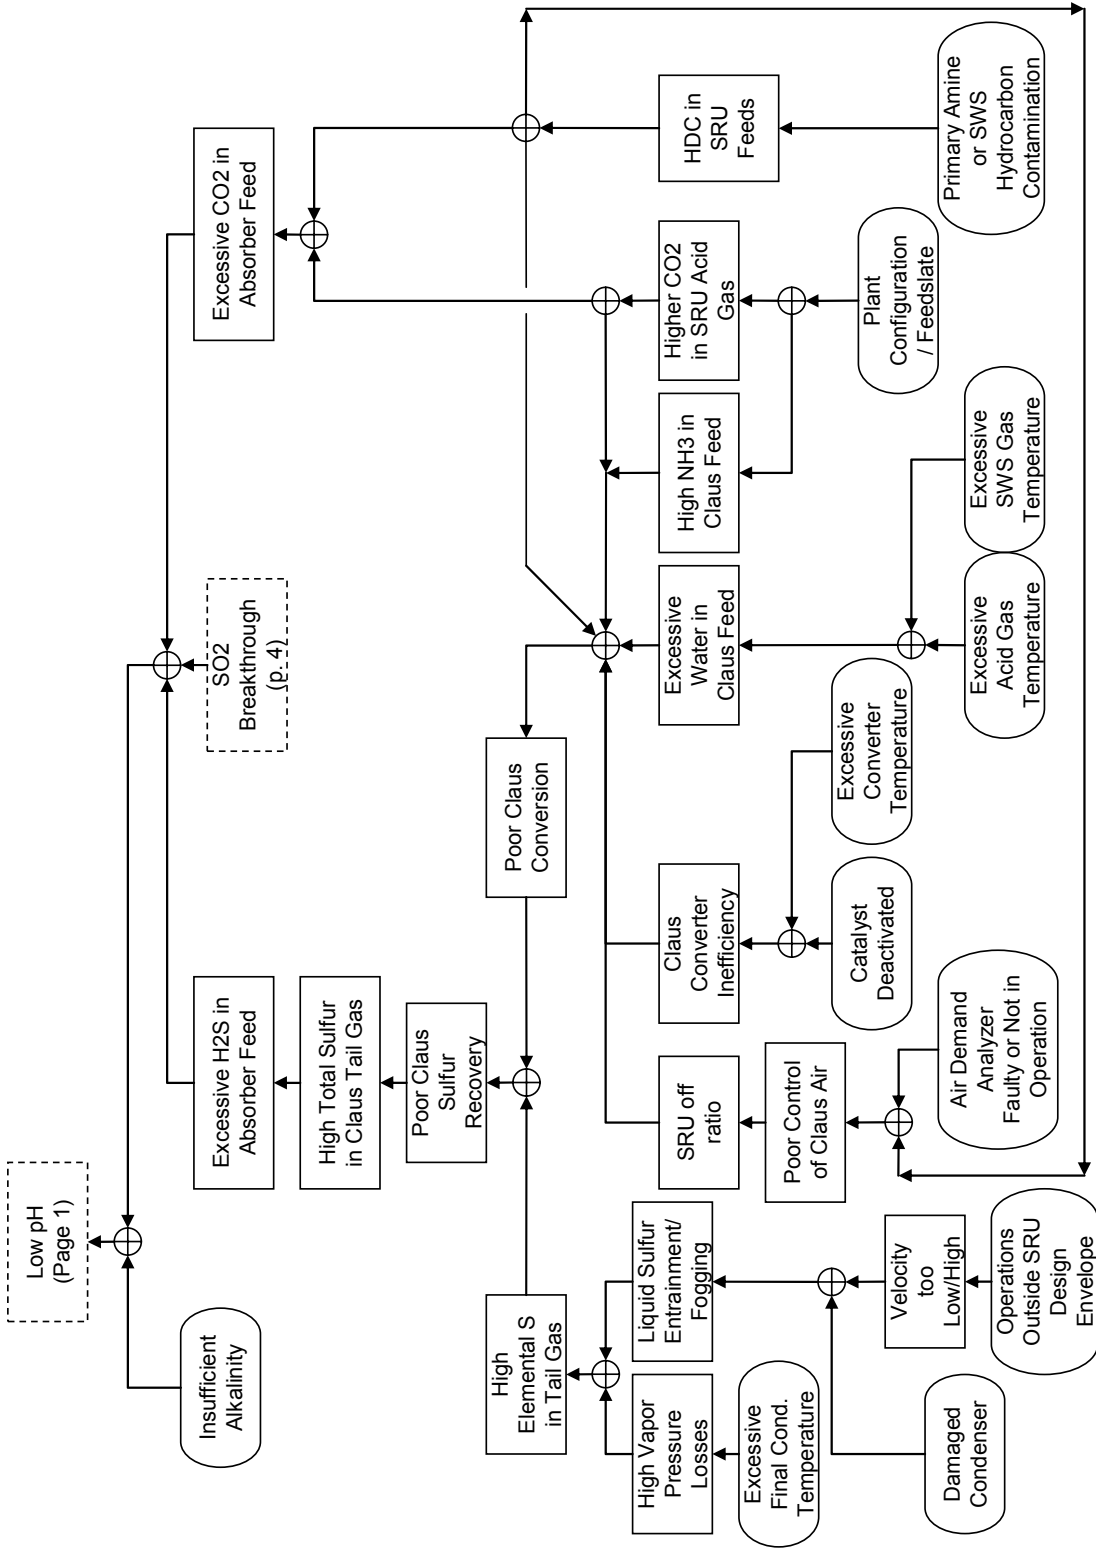 Low pH
(Page 1)
Insufficient
Alkalinity
Excessive H2S in
Absorber Feed
SO2
Breakthrough
(p. 4)
Excessive CO2 in
Absorber Feed
High Total Sulfur
in Claus Tail Gas
Poor Claus
Sulfur
Recovery
High
Elemental S
in Tail Gas
Poor Claus
Conversion
High Vapor
Pressure
Losses
Liquid Sulfur
Entrainment/
Fogging
SRU off
ratio
Claus
Converter
Inefficiency
Excessive
Water in
Claus Feed
High NH3 in
Claus Feed
Higher CO2
in SRU Acid
Gas
HDC in
SRU
Feeds
Excessive
Final Cond.
Temperature
Poor Control
of Claus Air
Catalyst
Deactivated
Excessive
Converter
Temperature
Plant
Configuration
/ Feedslate
Damaged
Condenser
Velocity
too
Low/High
Operations
Outside SRU
Design
Envelope
Air Demand
Analyzer
Faulty or Not in
Operation
Excessive
Acid Gas
Temperature
Excessive
SWS Gas
Temperature
Primary Amine
or SWS
Hydrocarbon
Contamination